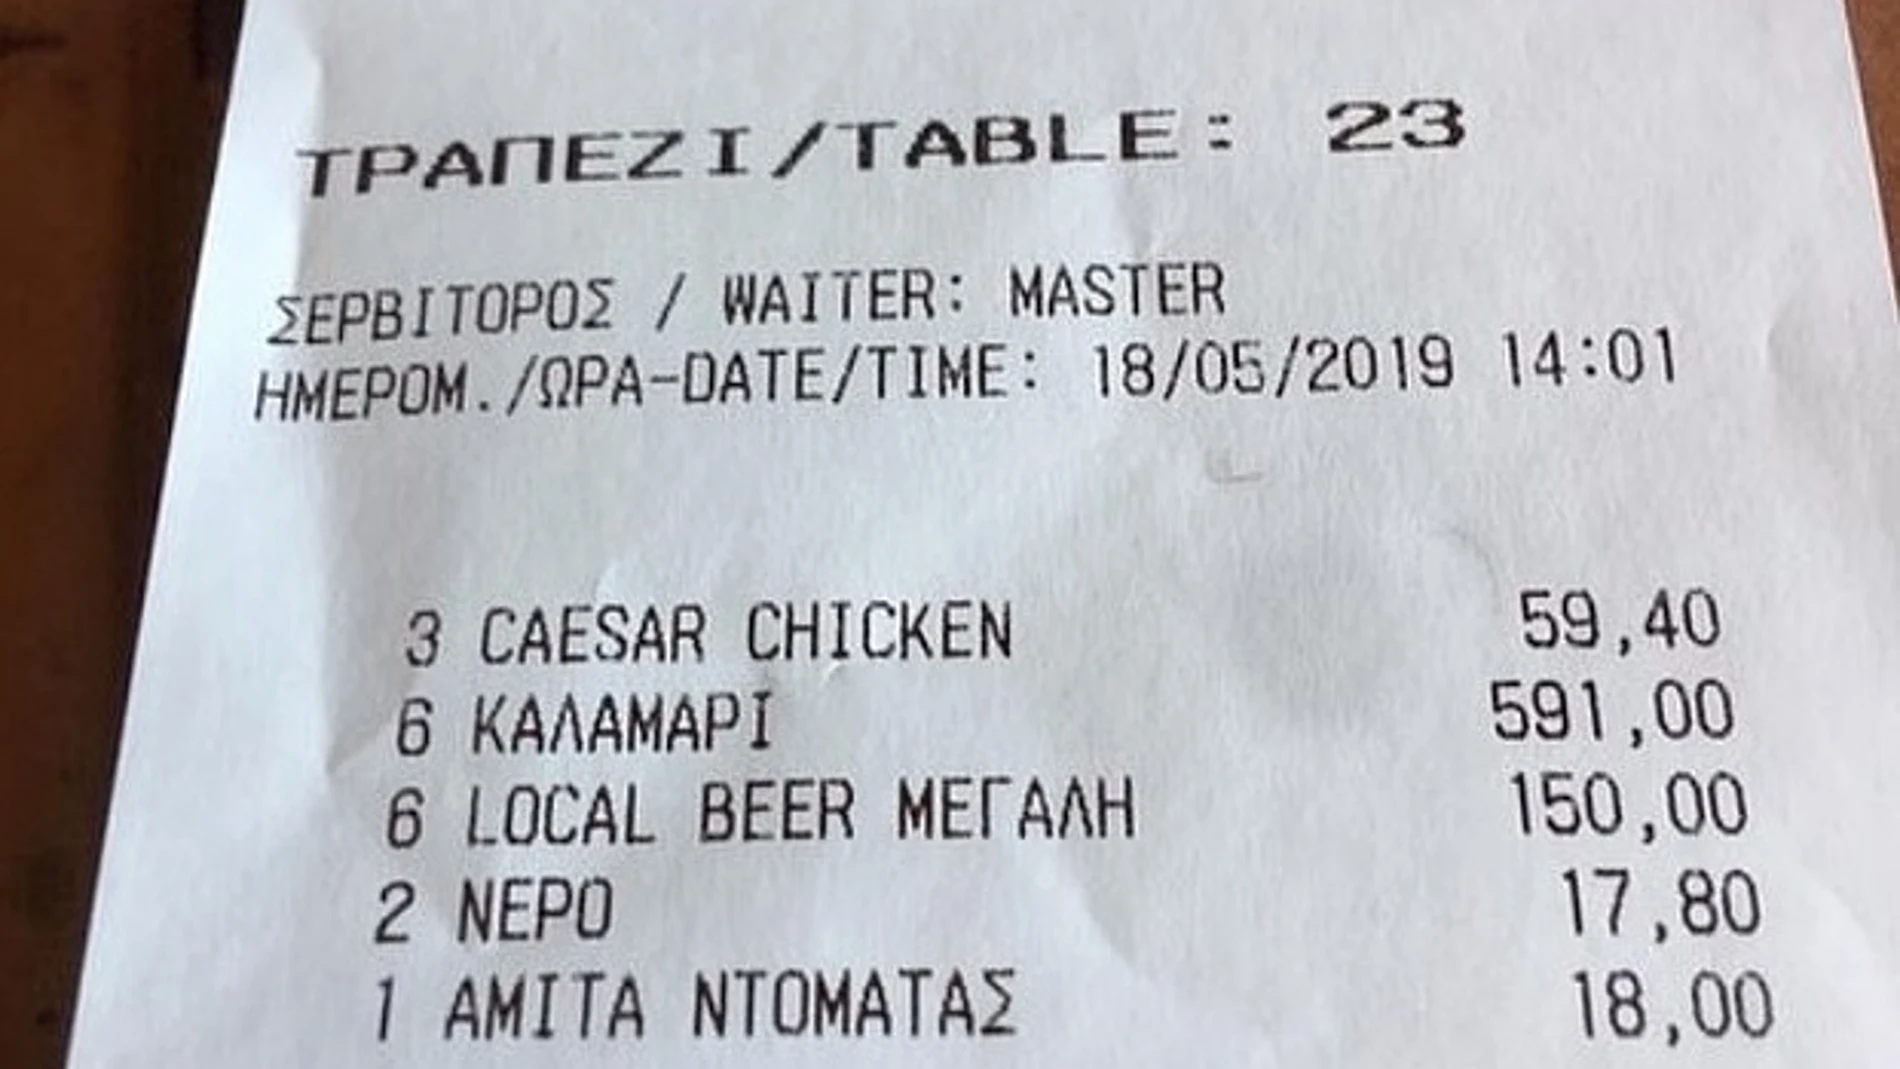 ΤΡΑΠΕΖΙ/TABLE: 23
ΣΕΡΒΙΤΟΡΟΣ / WAITER: MASTER
ΗΜΕΡΟΜ./ΩΡΑ-DATE/TIME: 18/05/2019 14:01
3 CAESAR CHICKEN 59,40
6 ΚΑΛΑΜΑΡΙ 591,00
6 LOCAL BEER ΜΕΓΑΛΗ 150,00
2 ΝΕΡΟ 17,80
1 ΑΜΙΤΑ ΝΤΟΜΑΤΑΣ 18,00